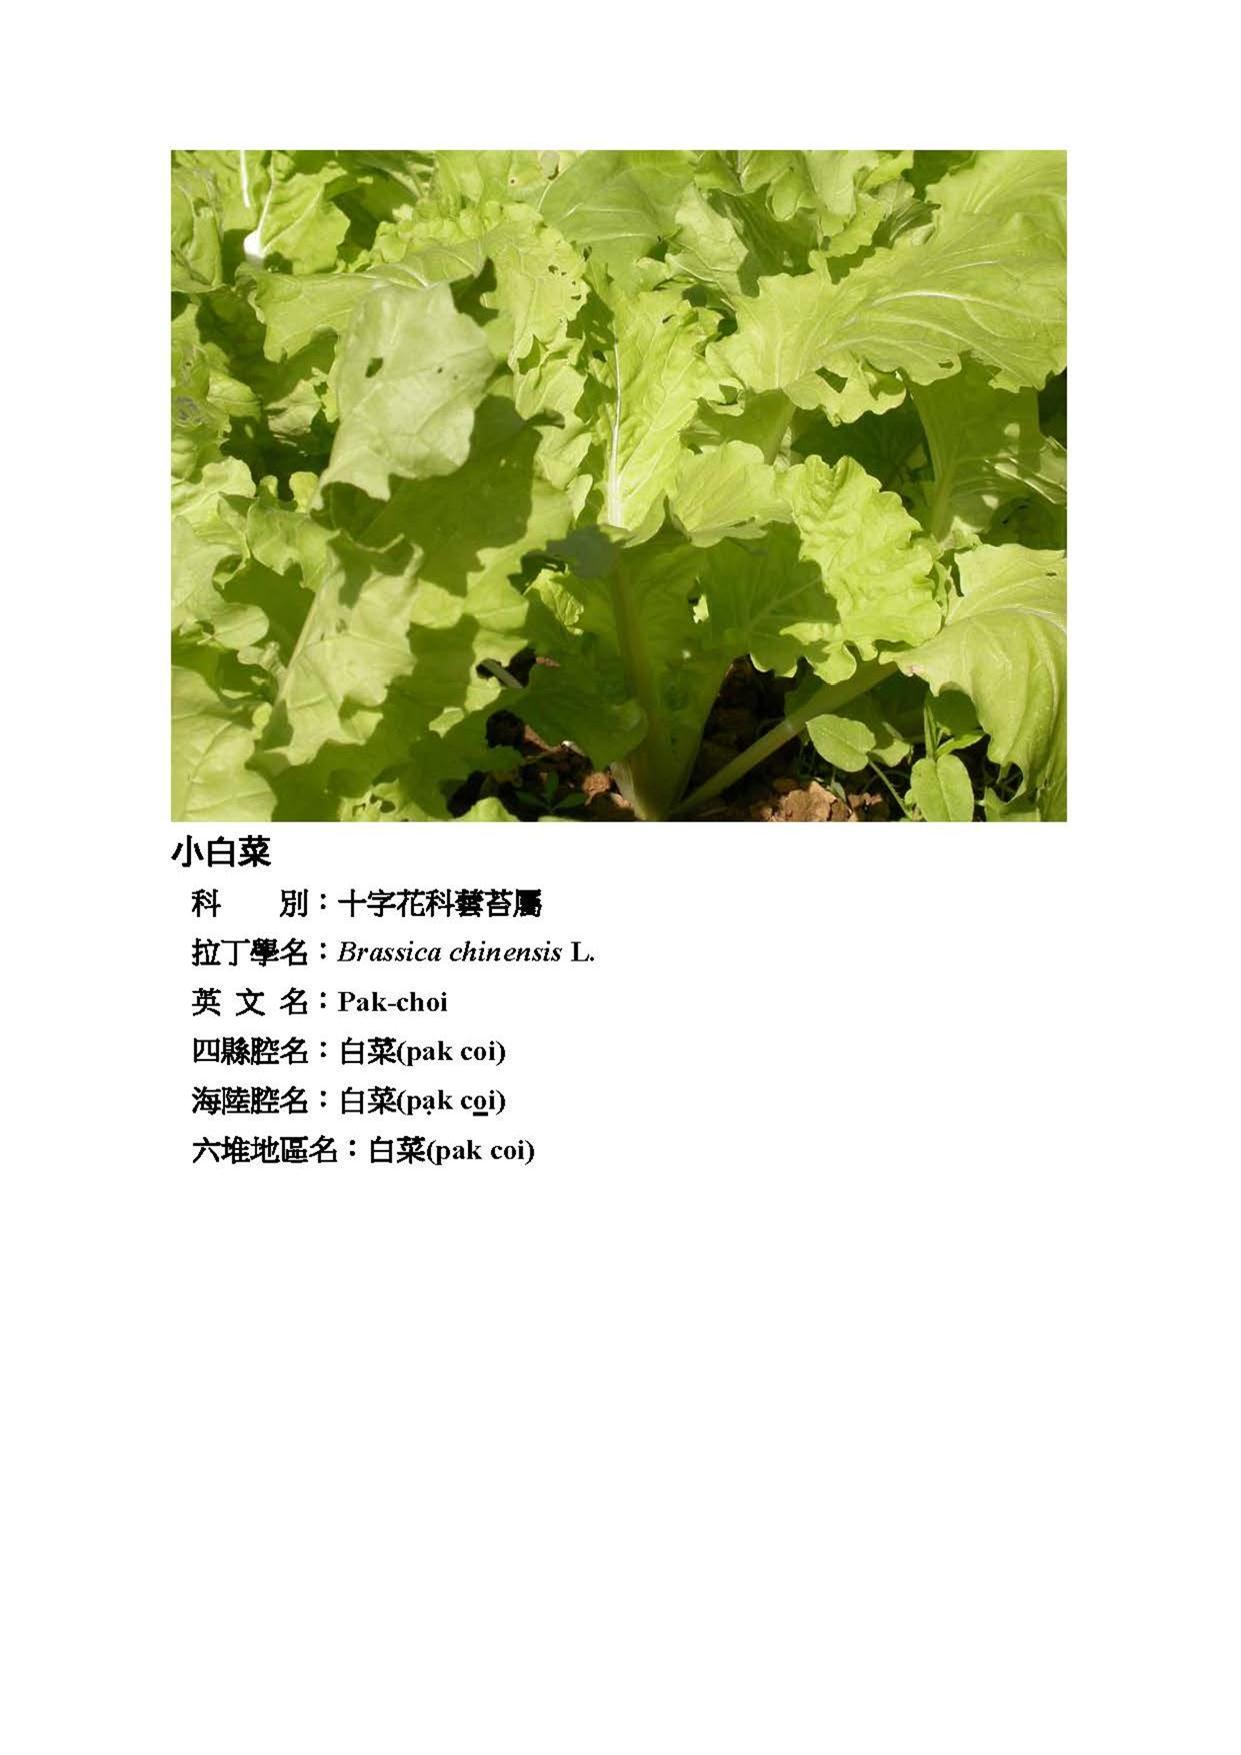 小白菜
科　　別：十字花科蕓苔屬
拉丁學名：Brassica chinensis L.
英 文 名：Pak-choi
四縣腔名：白菜(pak coi)
海陸腔名：白菜(pạk co̲i)
六堆地區名：白菜(pak coi)